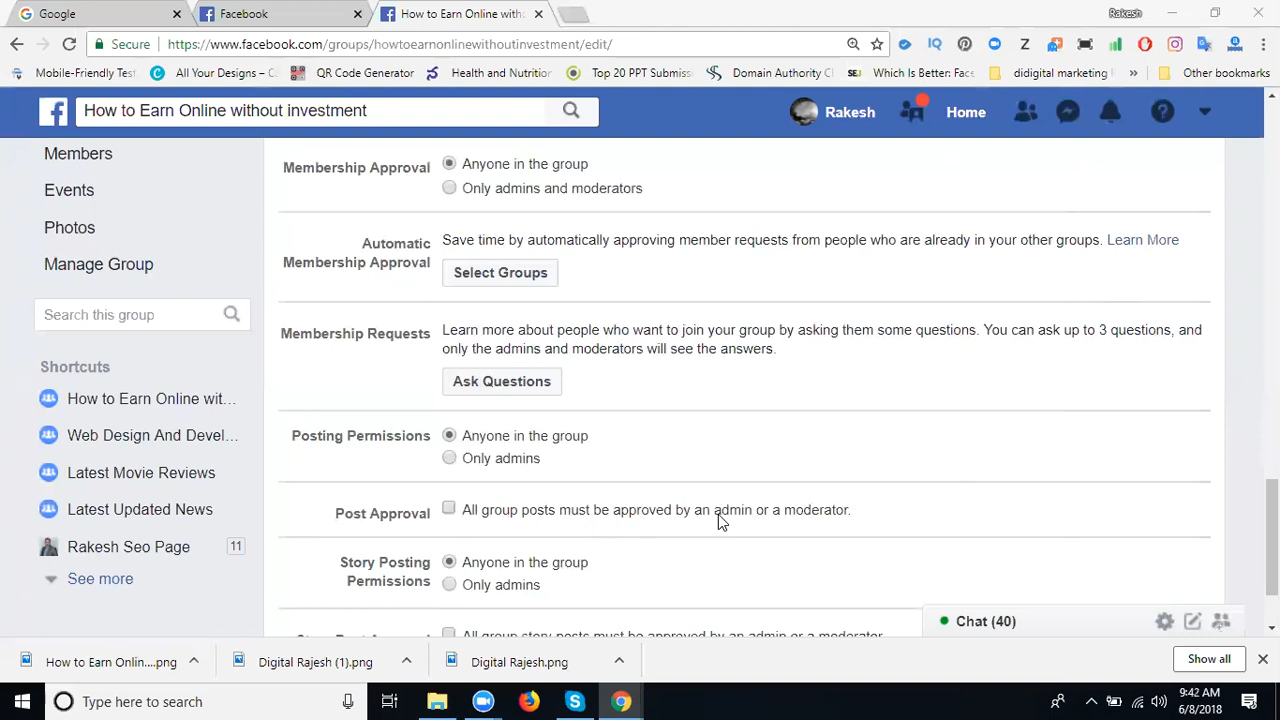 Google
Facebook
How to Earn Online with
Rakesh
Secure
https://www.facebook.com/groups/howtoearnonlinewithoutinvestment/edit/
Mobile-Friendly Test
All Your Designs – C
QR Code Generator
Health and Nutrition
Top 20 PPT Submiss
Domain Authority C
Which Is Better: Fac
didigital marketing
Other bookmarks
How to Earn Online without investment
Rakesh
Home
Members
Events
Photos
Manage Group
Search this group
Shortcuts
How to Earn Online wit...
Web Design And Devel...
Latest Movie Reviews
Latest Updated News
Rakesh Seo Page 11
See more
Membership Approval
Anyone in the group
Only admins and moderators
Automatic
Membership Approval
Save time by automatically approving member requests from people who are already in your other groups. Learn More
Select Groups
Membership Requests
Learn more about people who want to join your group by asking them some questions. You can ask up to 3 questions, and
only the admins and moderators will see the answers.
Ask Questions
Posting Permissions
Anyone in the group
Only admins
Post Approval
All group posts must be approved by an admin or a moderator.
Story Posting
Permissions
Anyone in the group
Only admins
All group story posts must be approved by an admin or a moderator
Chat (40)
How to Earn Onlin....png
Digital Rajesh (1).png
Digital Rajesh.png
Show all
Type here to search
9:42 AM
6/8/2018